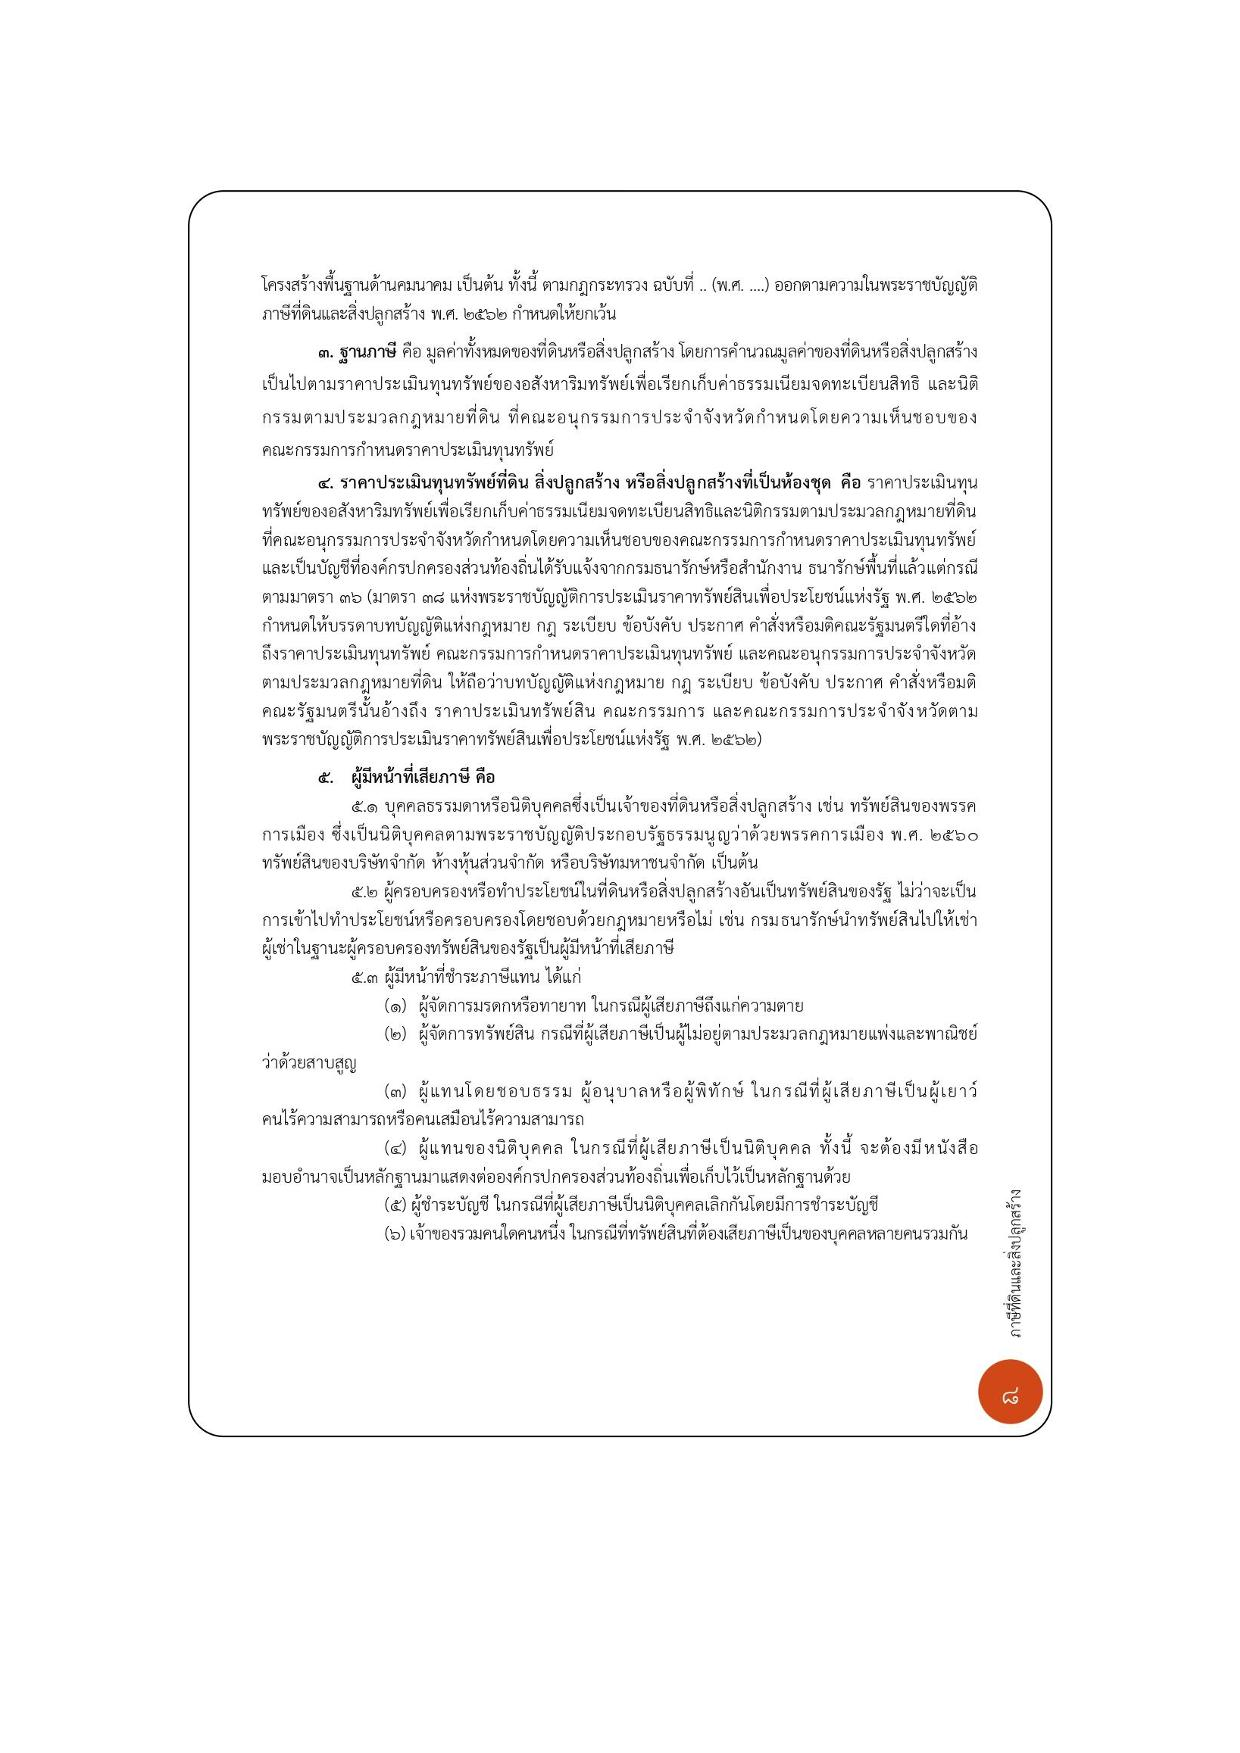 โครงสร้างพื้นฐานด้านคมนาคม เป็นต้น ทั้งนี้ ตามกฎกระทรวง ฉบับที่ .. (พ.ศ. ....) ออกตามความในพระราชบัญญัติ
ภาษีที่ดินและสิ่งปลูกสร้าง พ.ศ. ๒๕๖๒ กำหนดให้ยกเว้น
๓. ฐานภาษี คือ มูลค่าทั้งหมดของที่ดินหรือสิ่งปลูกสร้าง โดยการคำนวณมูลค่าของที่ดินหรือสิ่งปลูกสร้าง
เป็นไปตามราคาประเมินทุนทรัพย์ของอสังหาริมทรัพย์เพื่อเรียกเก็บค่าธรรมเนียมจดทะเบียนสิทธิ และนิติ
กรรมตามประมวลกฎหมายที่ดิน ที่คณะอนุกรรมการประจำจังหวัดกำหนดโดยความเห็นชอบของ
คณะกรรมการกำหนดราคาประเมินทุนทรัพย์
๔. ราคาประเมินทุนทรัพย์ที่ดิน สิ่งปลูกสร้าง หรือสิ่งปลูกสร้างที่เป็นห้องชุด คือ ราคาประเมินทุน
ทรัพย์ของอสังหาริมทรัพย์เพื่อเรียกเก็บค่าธรรมเนียมจดทะเบียนสิทธิและนิติกรรมตามประมวลกฎหมายที่ดิน
ที่คณะอนุกรรมการประจำจังหวัดกำหนดโดยความเห็นชอบของคณะกรรมการกำหนดราคาประเมินทุนทรัพย์
และเป็นบัญชีที่องค์กรปกครองส่วนท้องถิ่นได้รับแจ้งจากกรมธนารักษ์หรือสำนักงาน ธนารักษ์พื้นที่แล้วแต่กรณี
ตามมาตรา ๓๖ (มาตรา ๓๘ แห่งพระราชบัญญัติการประเมินราคาทรัพย์สินเพื่อประโยชน์แห่งรัฐ พ.ศ. ๒๕๖๒
กำหนดให้บรรดาบทบัญญัติแห่งกฎหมาย กฎ ระเบียบ ข้อบังคับ ประกาศ คำสั่งหรือมติคณะรัฐมนตรีใดที่อ้าง
ถึงราคาประเมินทุนทรัพย์ คณะกรรมการกำหนดราคาประเมินทุนทรัพย์ และคณะอนุกรรมการประจำจังหวัด
ตามประมวลกฎหมายที่ดิน ให้ถือว่าบทบัญญัติแห่งกฎหมาย กฎ ระเบียบ ข้อบังคับ ประกาศ คำสั่งหรือมติ
คณะรัฐมนตรีนั้นอ้างถึง ราคาประเมินทรัพย์สิน คณะกรรมการ และคณะกรรมการประจำจังหวัดตาม
พระราชบัญญัติการประเมินราคาทรัพย์สินเพื่อประโยชน์แห่งรัฐ พ.ศ. ๒๕๖๒)
๕. ผู้มีหน้าที่เสียภาษี คือ
๕.๑ บุคคลธรรมดาหรือนิติบุคคลซึ่งเป็นเจ้าของที่ดินหรือสิ่งปลูกสร้าง เช่น ทรัพย์สินของพรรค
การเมือง ซึ่งเป็นนิติบุคคลตามพระราชบัญญัติประกอบรัฐธรรมนูญว่าด้วยพรรคการเมือง พ.ศ. ๒๕๖๐
ทรัพย์สินของบริษัทจำกัด ห้างหุ้นส่วนจำกัด หรือบริษัทมหาชนจำกัด เป็นต้น
๕.๒ ผู้ครอบครองหรือทำประโยชน์ในที่ดินหรือสิ่งปลูกสร้างอันเป็นทรัพย์สินของรัฐ ไม่ว่าจะเป็น
การเข้าไปทำประโยชน์หรือครอบครองโดยชอบด้วยกฎหมายหรือไม่ เช่น กรมธนารักษ์นำทรัพย์สินไปให้เช่า
ผู้เช่าในฐานะผู้ครอบครองทรัพย์สินของรัฐเป็นผู้มีหน้าที่เสียภาษี
๕.๓ ผู้มีหน้าที่ชำระภาษีแทน ได้แก่
(๑) ผู้จัดการมรดกหรือทายาท ในกรณีผู้เสียภาษีถึงแก่ความตาย
(๒) ผู้จัดการทรัพย์สิน กรณีที่ผู้เสียภาษีเป็นผู้ไม่อยู่ตามประมวลกฎหมายแพ่งและพาณิชย์
ว่าด้วยสาบสูญ
(๓) ผู้แทนโดยชอบธรรม ผู้อนุบาลหรือผู้พิทักษ์ ในกรณีที่ผู้เสียภาษีเป็นผู้เยาว์
คนไร้ความสามารถหรือคนเสมือนไร้ความสามารถ
(๔) ผู้แทนของนิติบุคคล ในกรณีที่ผู้เสียภาษีเป็นนิติบุคคล ทั้งนี้ จะต้องมีหนังสือ
มอบอำนาจเป็นหลักฐานมาแสดงต่อองค์กรปกครองส่วนท้องถิ่นเพื่อเก็บไว้เป็นหลักฐานด้วย
(๕) ผู้ชำระบัญชี ในกรณีที่ผู้เสียภาษีเป็นนิติบุคคลเลิกกันโดยมีการชำระบัญชี
(๖) เจ้าของรวมคนใดคนหนึ่ง ในกรณีที่ทรัพย์สินที่ต้องเสียภาษีเป็นของบุคคลหลายคนรวมกัน
ภาษีที่ดินและสิ่งปลูกสร้าง
๘